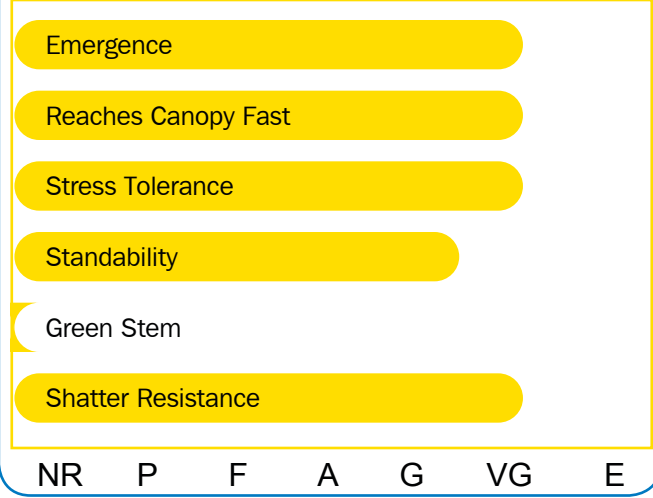 Emergence
Reaches Canopy Fast
Stress Tolerance
Standability
Green Stem
Shatter Resistance
NR P F A G VG E